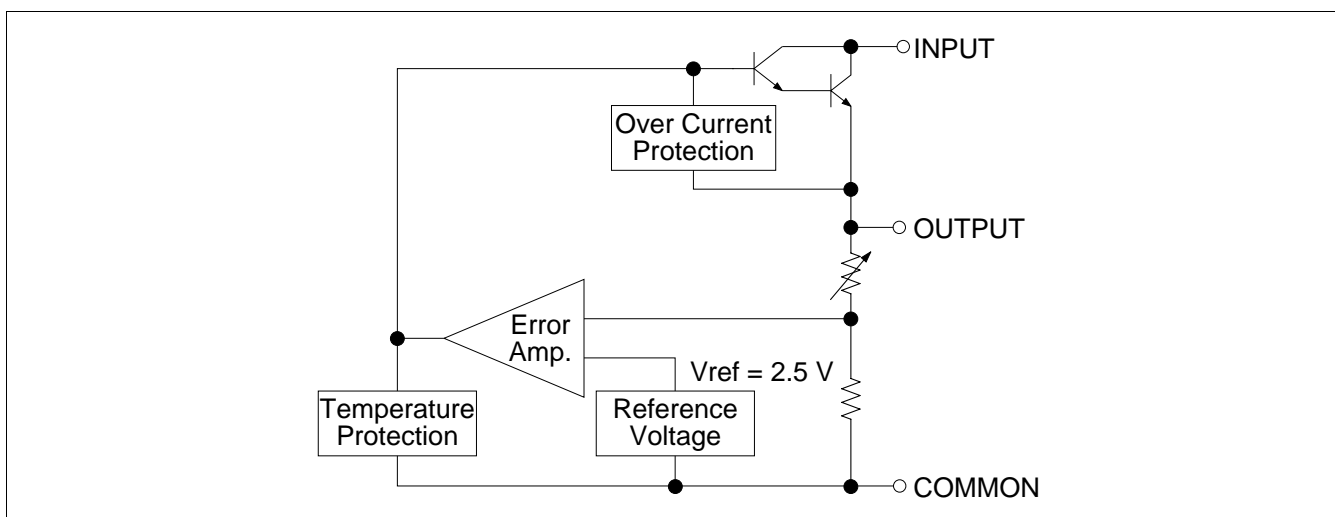 INPUT
Over Current
Protection
OUTPUT
Error
Amp.
Vref = 2.5 V
Temperature
Protection
Reference
Voltage
COMMON